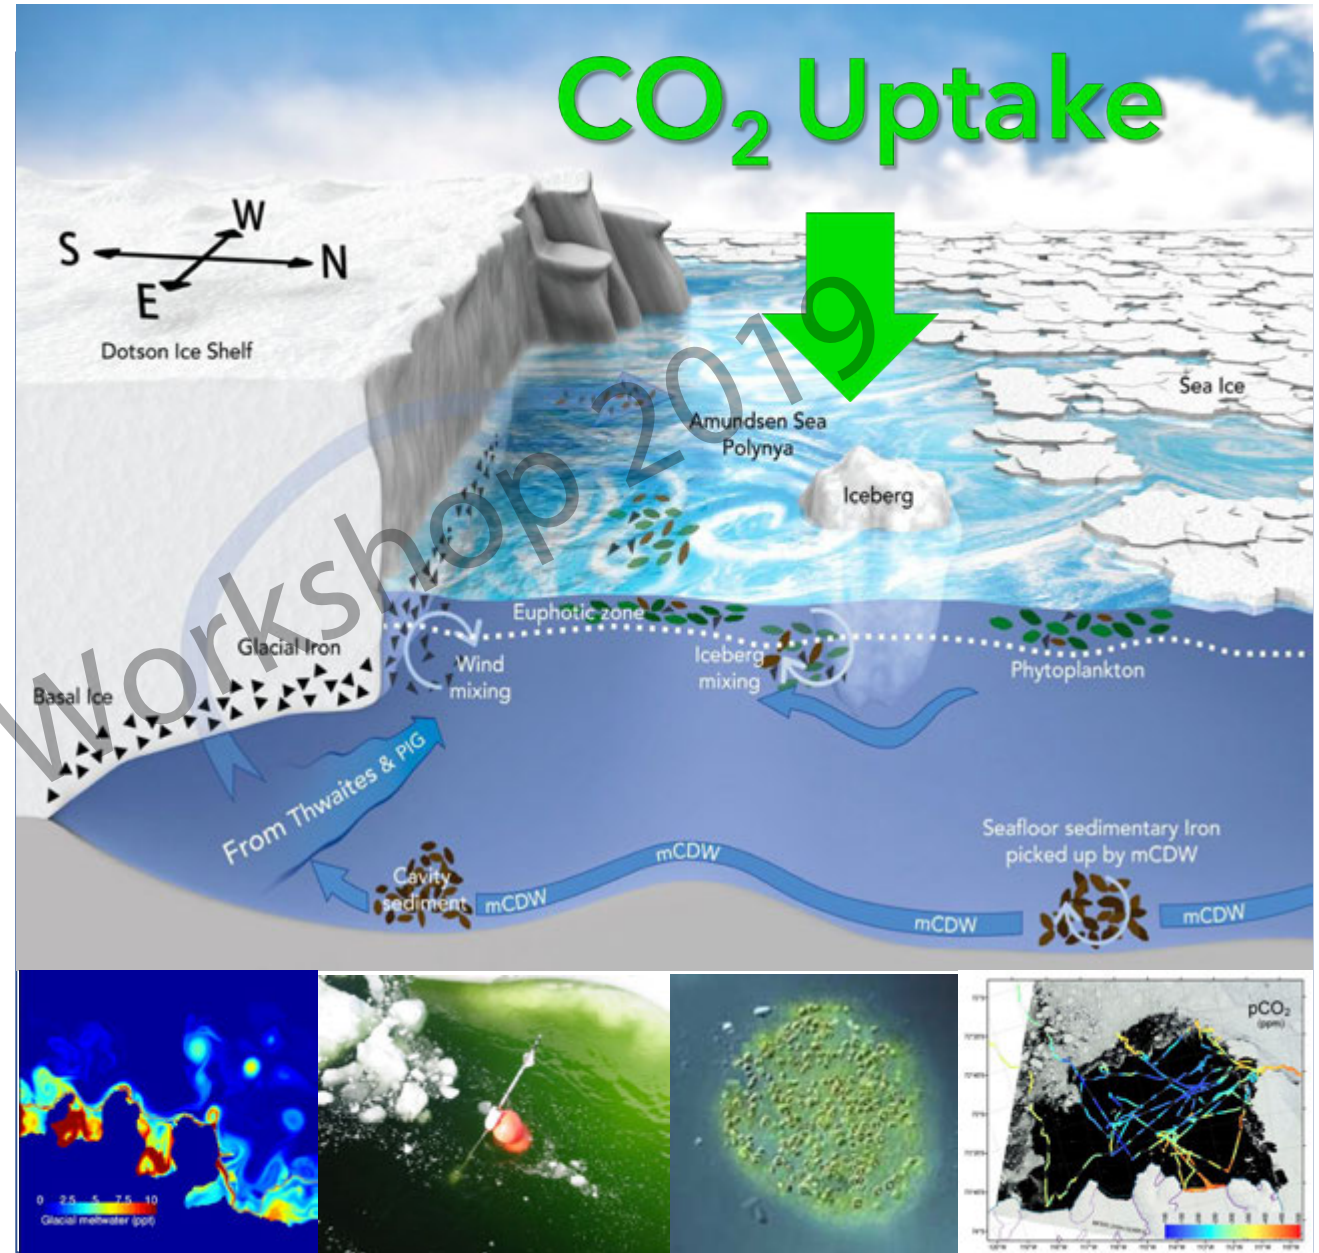 CO₂ Uptake
W
S
N
E
Dotson Ice Shelf
Sea Ice
Amundsen Sea
Polynya
Iceberg
Workshop 2019
Euphotic zone
Glacial Iron
Wind
mixing
Iceberg
mixing
Phytoplankton
Basal Ice
From Thwaites & PIG
Seafloor sedimentary Iron
picked up by mCDW
mCDW
Cavity
sediment
mCDW
mCDW
mCDW
pCO₂
(ppm)
0 2.5 5 7.5 10
Glacial meltwater (ppt)